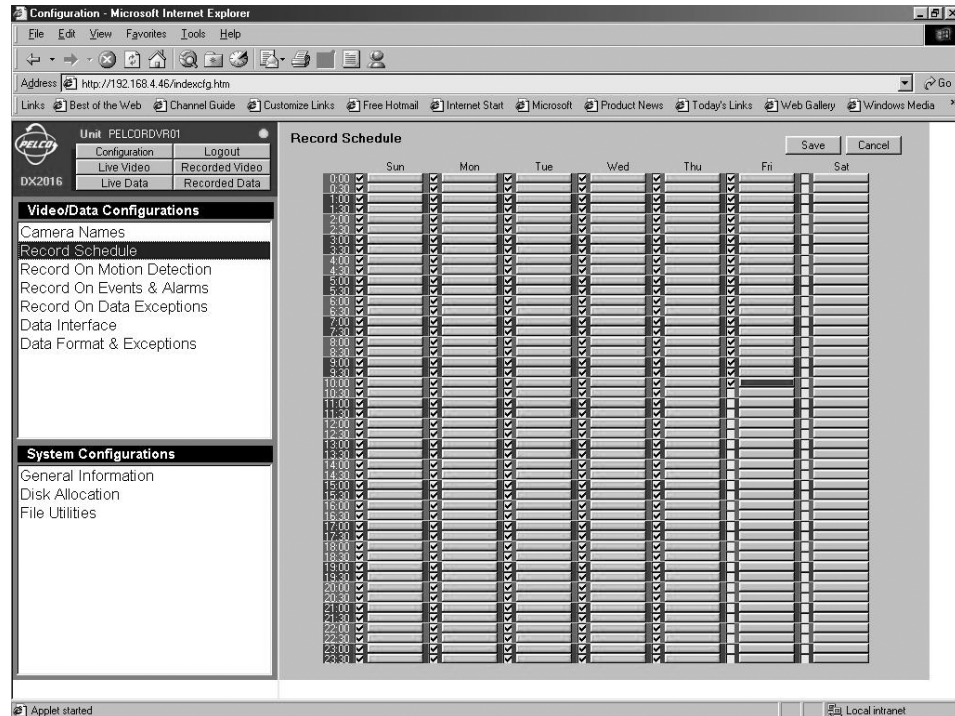 Configuration - Microsoft Internet Explorer
File Edit View Favorites Tools Help
Address http://192.168.4.46/indexcfg.htm Go
Links Best of the Web Channel Guide Customize Links Free Hotmail Internet Start Microsoft Product News Today's Links Web Gallery Windows Media
PELCO
DX2016
Unit PELCORDVR01
Configuration Logout
Live Video Recorded Video
Live Data Recorded Data
Video/Data Configurations
Camera Names
Record Schedule
Record On Motion Detection
Record On Events & Alarms
Record On Data Exceptions
Data Interface
Data Format & Exceptions
System Configurations
General Information
Disk Allocation
File Utilities
Record Schedule
Save Cancel
Sun Mon Tue Wed Thu Fri Sat
0:00
0:30
1:00
1:30
2:00
2:30
3:00
3:30
4:00
4:30
5:00
5:30
6:00
6:30
7:00
7:30
8:00
8:30
9:00
9:30
10:00
10:30
11:00
11:30
12:00
12:30
13:00
13:30
14:00
14:30
15:00
15:30
16:00
16:30
17:00
17:30
18:00
18:30
19:00
19:30
20:00
20:30
21:00
21:30
22:00
22:30
23:00
23:30
Applet started Local intranet